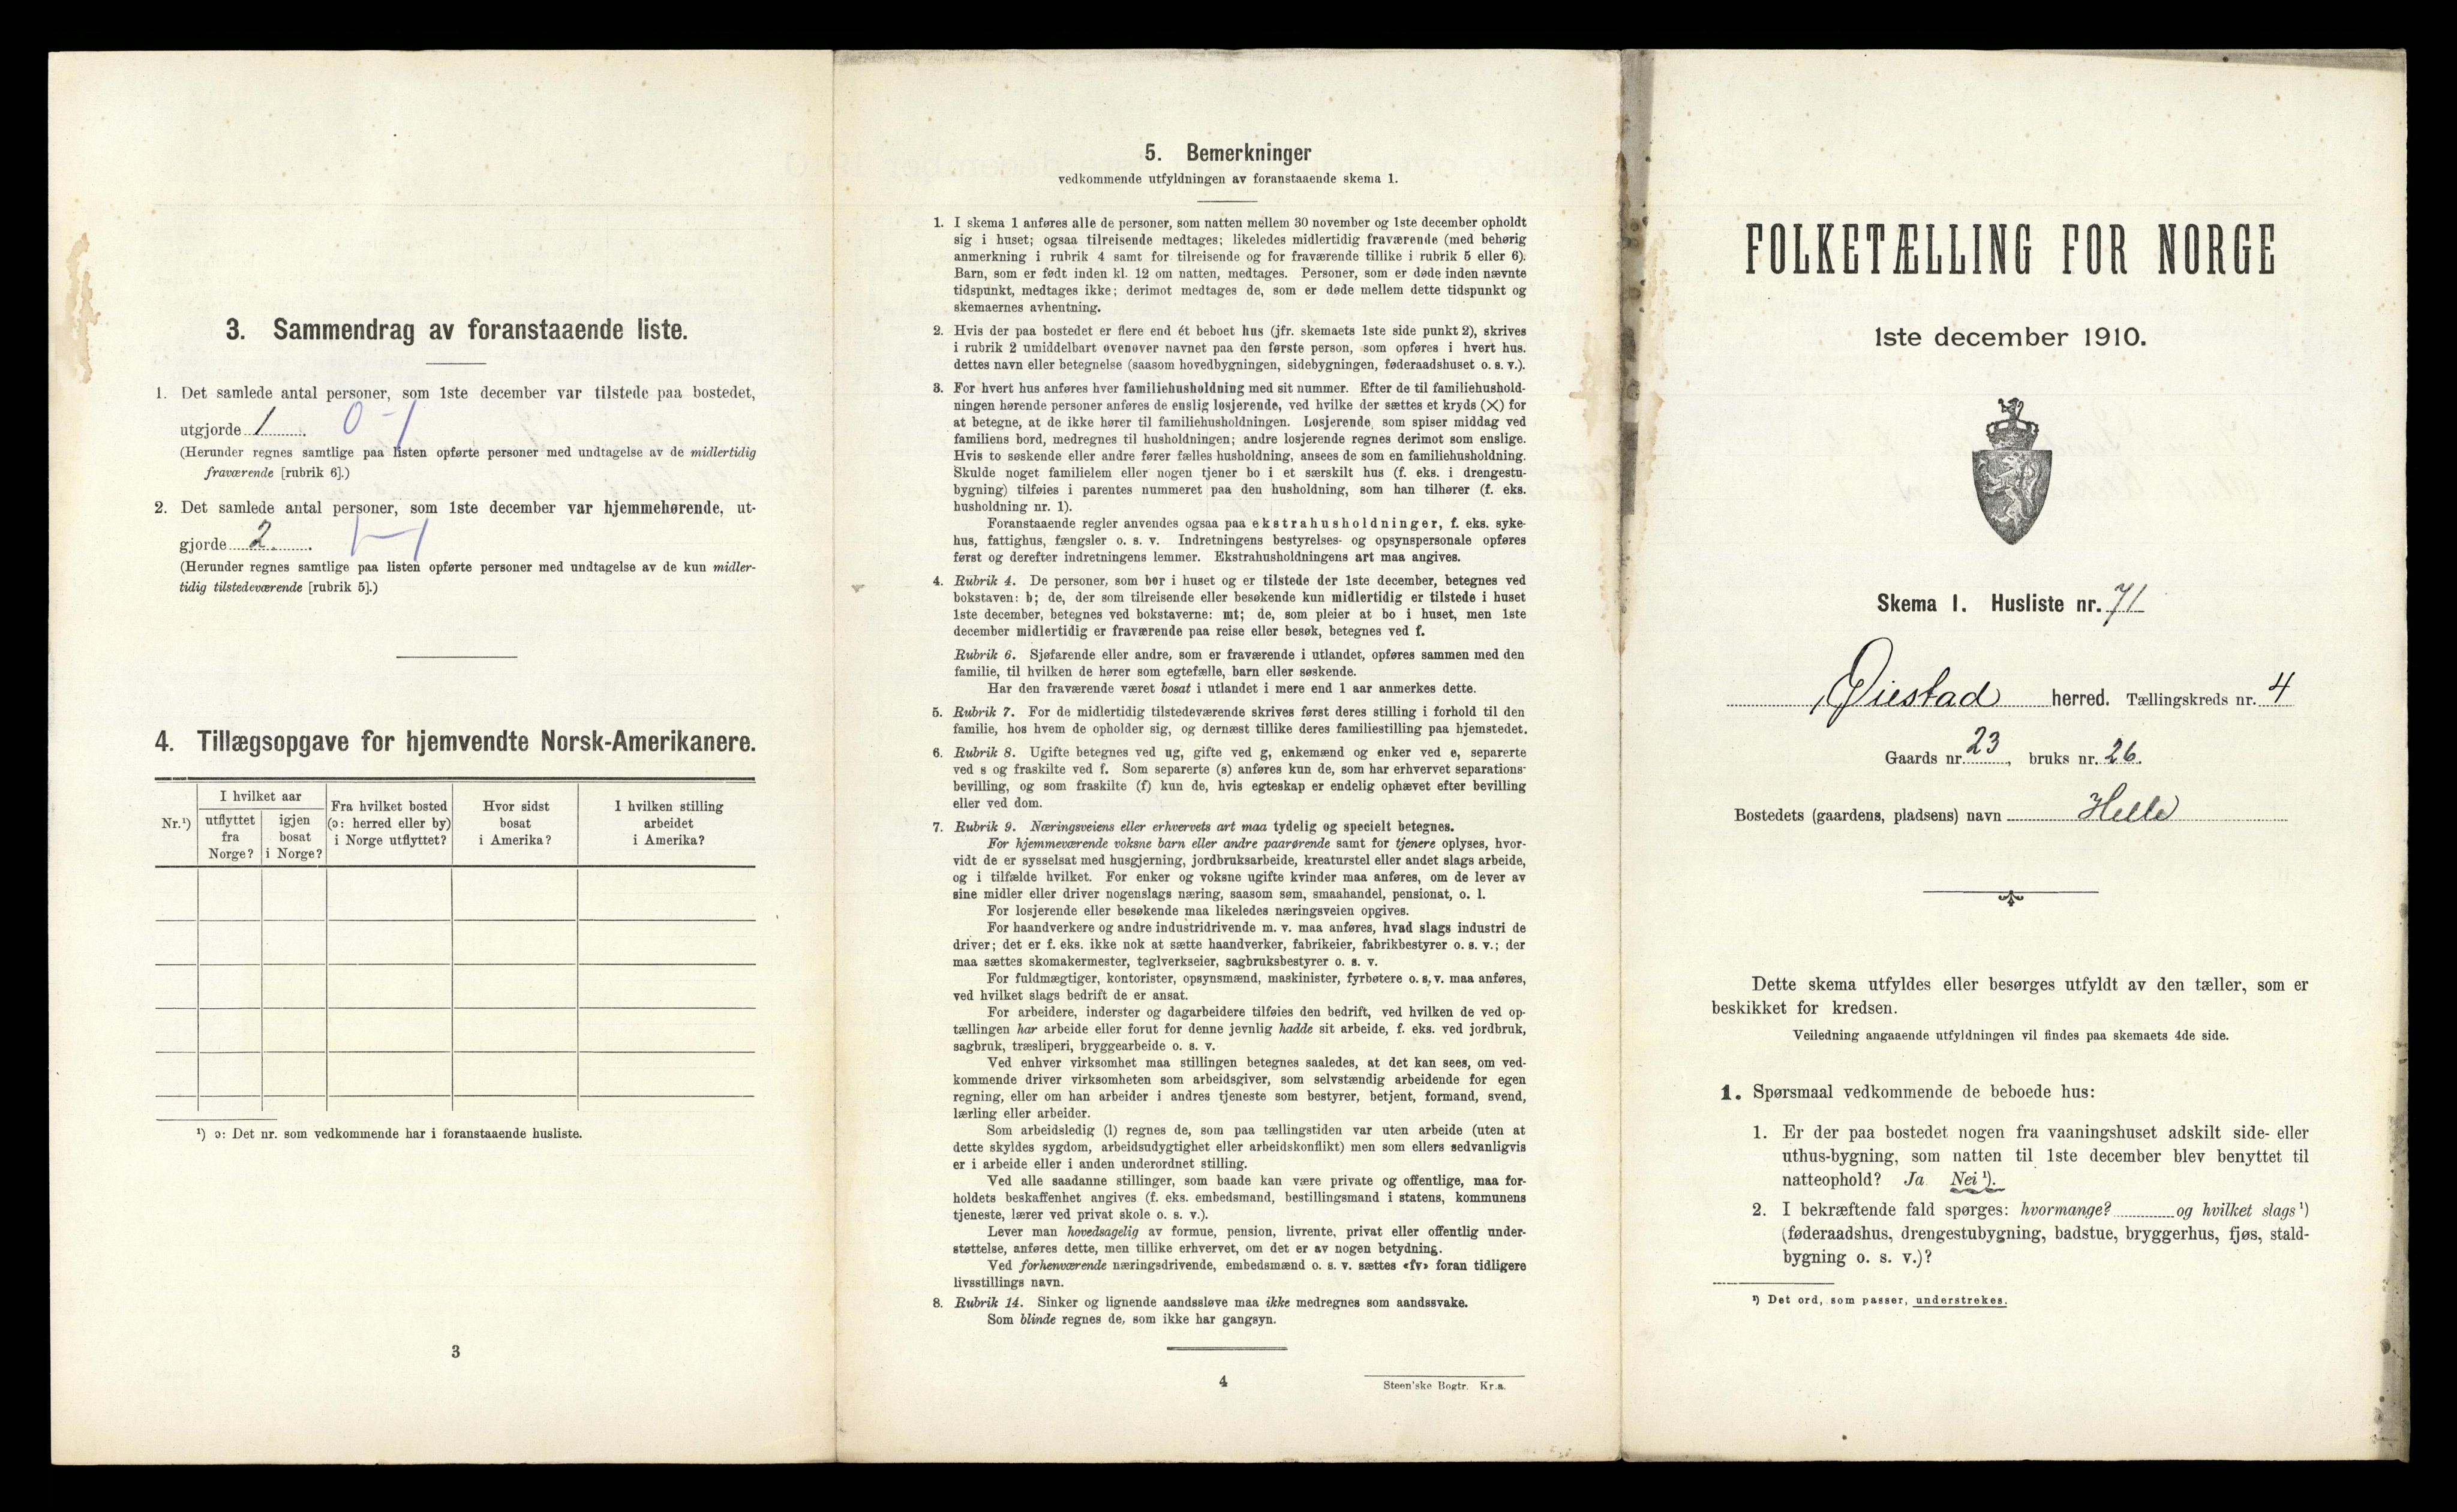 3. Sammendrag av foranstaaende liste.
1. Det samlede antal personer, som 1ste december var tilstede paa bostedet,
utgjorde 1. 0-1
(Herunder regnes samtlige paa listen opførte personer med undtagelse av de midlertidig
fraværende [rubrik 6].)
2. Det samlede antal personer, som 1ste december var hjemmehørende, ut-
gjorde 2. 1-1
(Herunder regnes samtlige paa listen opførte personer med undtagelse av de kun midler-
tidig tilstedeværende [rubrik 5].)
4. Tillægsopgave for hjemvendte Norsk-Amerikanere.
Nr.¹)
I hvilket aar
utflyttet
fra
Norge?
igjen
bosat
i Norge?
Fra hvilket bosted
(ɔ: herred eller by)
i Norge utflyttet?
Hvor sidst
bosat
i Amerika?
I hvilken stilling
arbeidet
i Amerika?
¹) ɔ: Det nr. som vedkommende har i foranstaaende husliste.
3
5. Bemerkninger
vedkommende utfyldningen av foranstaaende skema 1.
1. I skema 1 anføres alle de personer, som natten mellem 30 november og 1ste december opholdt
sig i huset; ogsaa tilreisende medtages; likeledes midlertidig fraværende (med behørig
anmerkning i rubrik 4 samt for tilreisende og for fraværende tillike i rubrik 5 eller 6).
Barn, som er født inden kl. 12 om natten, medtages. Personer, som er døde inden nævnte
tidspunkt, medtages ikke; derimot medtages de, som er døde mellem dette tidspunkt og
skemaernes avhentning.
2. Hvis der paa bostedet er flere end ét beboet hus (jfr. skemaets 1ste side punkt 2), skrives
i rubrik 2 umiddelbart ovenover navnet paa den første person, som opføres i hvert hus.
dettes navn eller betegnelse (saasom hovedbygningen, sidebygningen, føderaadshuset o. s. v.).
3. For hvert hus anføres hver familiehusholdning med sit nummer. Efter de til familiehushold-
ningen hørende personer anføres de enslig losjerende, ved hvilke der sættes et kryds (×) for
at betegne, at de ikke hører til familiehusholdningen. Losjerende, som spiser middag ved
familiens bord, medregnes til husholdningen; andre losjerende regnes derimot som enslige.
Hvis to søskende eller andre fører fælles husholdning, ansees de som en familiehusholdning.
Skulde noget familielem eller nogen tjener bo i et særskilt hus (f. eks. i drengestu-
bygning) tilføies i parentes nummeret paa den husholdning, som han tilhører (f. eks.
husholdning nr. 1).
Foranstaaende regler anvendes ogsaa paa ekstrahusholdninger, f. eks. syke-
hus, fattighus, fængsler o. s. v. Indretningens bestyrelses- og opsynspersonale opføres
først og derefter indretningens lemmer. Ekstrahusholdningens art maa angives.
4. Rubrik 4. De personer, som bor i huset og er tilstede der 1ste december, betegnes ved
bokstaven: b; de, der som tilreisende eller besøkende kun midlertidig er tilstede i huset
1ste december, betegnes ved bokstaverne: mt; de, som pleier at bo i huset, men 1ste
december midlertidig er fraværende paa reise eller besøk, betegnes ved f.
Rubrik 6. Sjøfarende eller andre, som er fraværende i utlandet, opføres sammen med den
familie, til hvilken de hører som egtefælle, barn eller søskende.
Har den fraværende været bosat i utlandet i mere end 1 aar anmerkes dette.
5. Rubrik 7. For de midlertidig tilstedeværende skrives først deres stilling i forhold til den
familie, hos hvem de opholder sig, og dernæst tillike deres familiestilling paa hjemstedet.
6. Rubrik 8. Ugifte betegnes ved ug, gifte ved g, enkemænd og enker ved e, separerte
ved s og fraskilte ved f. Som separerte (s) anføres kun de, som har erhvervet separations-
bevilling, og som fraskilte (f) kun de, hvis egteskap er endelig ophævet efter bevilling
eller ved dom.
7. Rubrik 9. Næringsveiens eller erhvervets art maa tydelig og specielt betegnes.
For hjemmeværende voksne barn eller andre paarørende samt for tjenere oplyses, hvor-
vidt de er sysselsat med husgjerning, jordbruksarbeide, kreaturstel eller andet slags arbeide,
og i tilfælde hvilket. For enker og voksne ugifte kvinder maa anføres, om de lever av
sine midler eller driver nogenslags næring, saasom søm, smaahandel, pensionat, o. l.
For losjerende eller besøkende maa likeledes næringsveien opgives.
For haandverkere og andre industridrivende m. v. maa anføres, hvad slags industri de
driver; det er f. eks. ikke nok at sætte haandverker, fabrikeier, fabrikbestyrer o. s. v.; der
maa sættes skomakermester, teglverkseier, sagbruksbestyrer o. s. v.
For fuldmægtiger, kontorister, opsynsmænd, maskinister, fyrbøtere o. s. v. maa anføres,
ved hvilket slags bedrift de er ansat.
For arbeidere, inderster og dagarbeidere tilføies den bedrift, ved hvilken de ved op-
tællingen har arbeide eller forut for denne jevnlig hadde sit arbeide, f. eks. ved jordbruk,
sagbruk, træsliperi, bryggearbeide o. s. v.
Ved enhver virksomhet maa stillingen betegnes saaledes, at det kan sees, om ved-
kommende driver virksomheten som arbeidsgiver, som selvstændig arbeidende for egen
regning, eller om han arbeider i andres tjeneste som bestyrer, betjent, formand, svend,
lærling eller arbeider.
Som arbeidsledig (l) regnes de, som paa tællingstiden var uten arbeide (uten at
dette skyldes sygdom, arbeidsudygtighet eller arbeidskonflikt) men som ellers sedvanligvis
er i arbeide eller i anden underordnet stilling.
Ved alle saadanne stillinger, som baade kan være private og offentlige, maa for-
holdets beskaffenhet angives (f. eks. embedsmand, bestillingsmand i statens, kommunens
tjeneste, lærer ved privat skole o. s. v.).
Lever man hovedsagelig av formue, pension, livrente, privat eller offentlig under-
støttelse, anføres dette, men tillike erhvervet, om det er av nogen betydning.
Ved forhenværende næringsdrivende, embedsmænd o. s. v. sættes «fv» foran tidligere
livsstillings navn.
8. Rubrik 14. Sinker og lignende aandssløve maa ikke medregnes som aandssvake.
Som blinde regnes de, som ikke har gangsyn.
4
Steen'ske Bogtr. Kr.a.
FOLKETÆLLING FOR NORGE
1ste december 1910.
Skema I. Husliste nr. 71
Øiestad herred. Tællingskreds nr. 4
Gaards nr. 23, bruks nr. 26.
Bostedets (gaardens, pladsens) navn Helle
Dette skema utfyldes eller besørges utfyldt av den tæller, som er
beskikket for kredsen.
Veiledning angaaende utfyldningen vil findes paa skemaets 4de side.
1. Spørsmaal vedkommende de beboede hus:
1. Er der paa bostedet nogen fra vaaningshuset adskilt side- eller
uthus-bygning, som natten til 1ste december blev benyttet til
natteophold? Ja. Nei¹).
2. I bekræftende fald spørges: hvormange? og hvilket slags¹)
(føderaadshus, drengestubygning, badstue, bryggerhus, fjøs, stald-
bygning o. s. v.)?
¹) Det ord, som passer, understrekes.